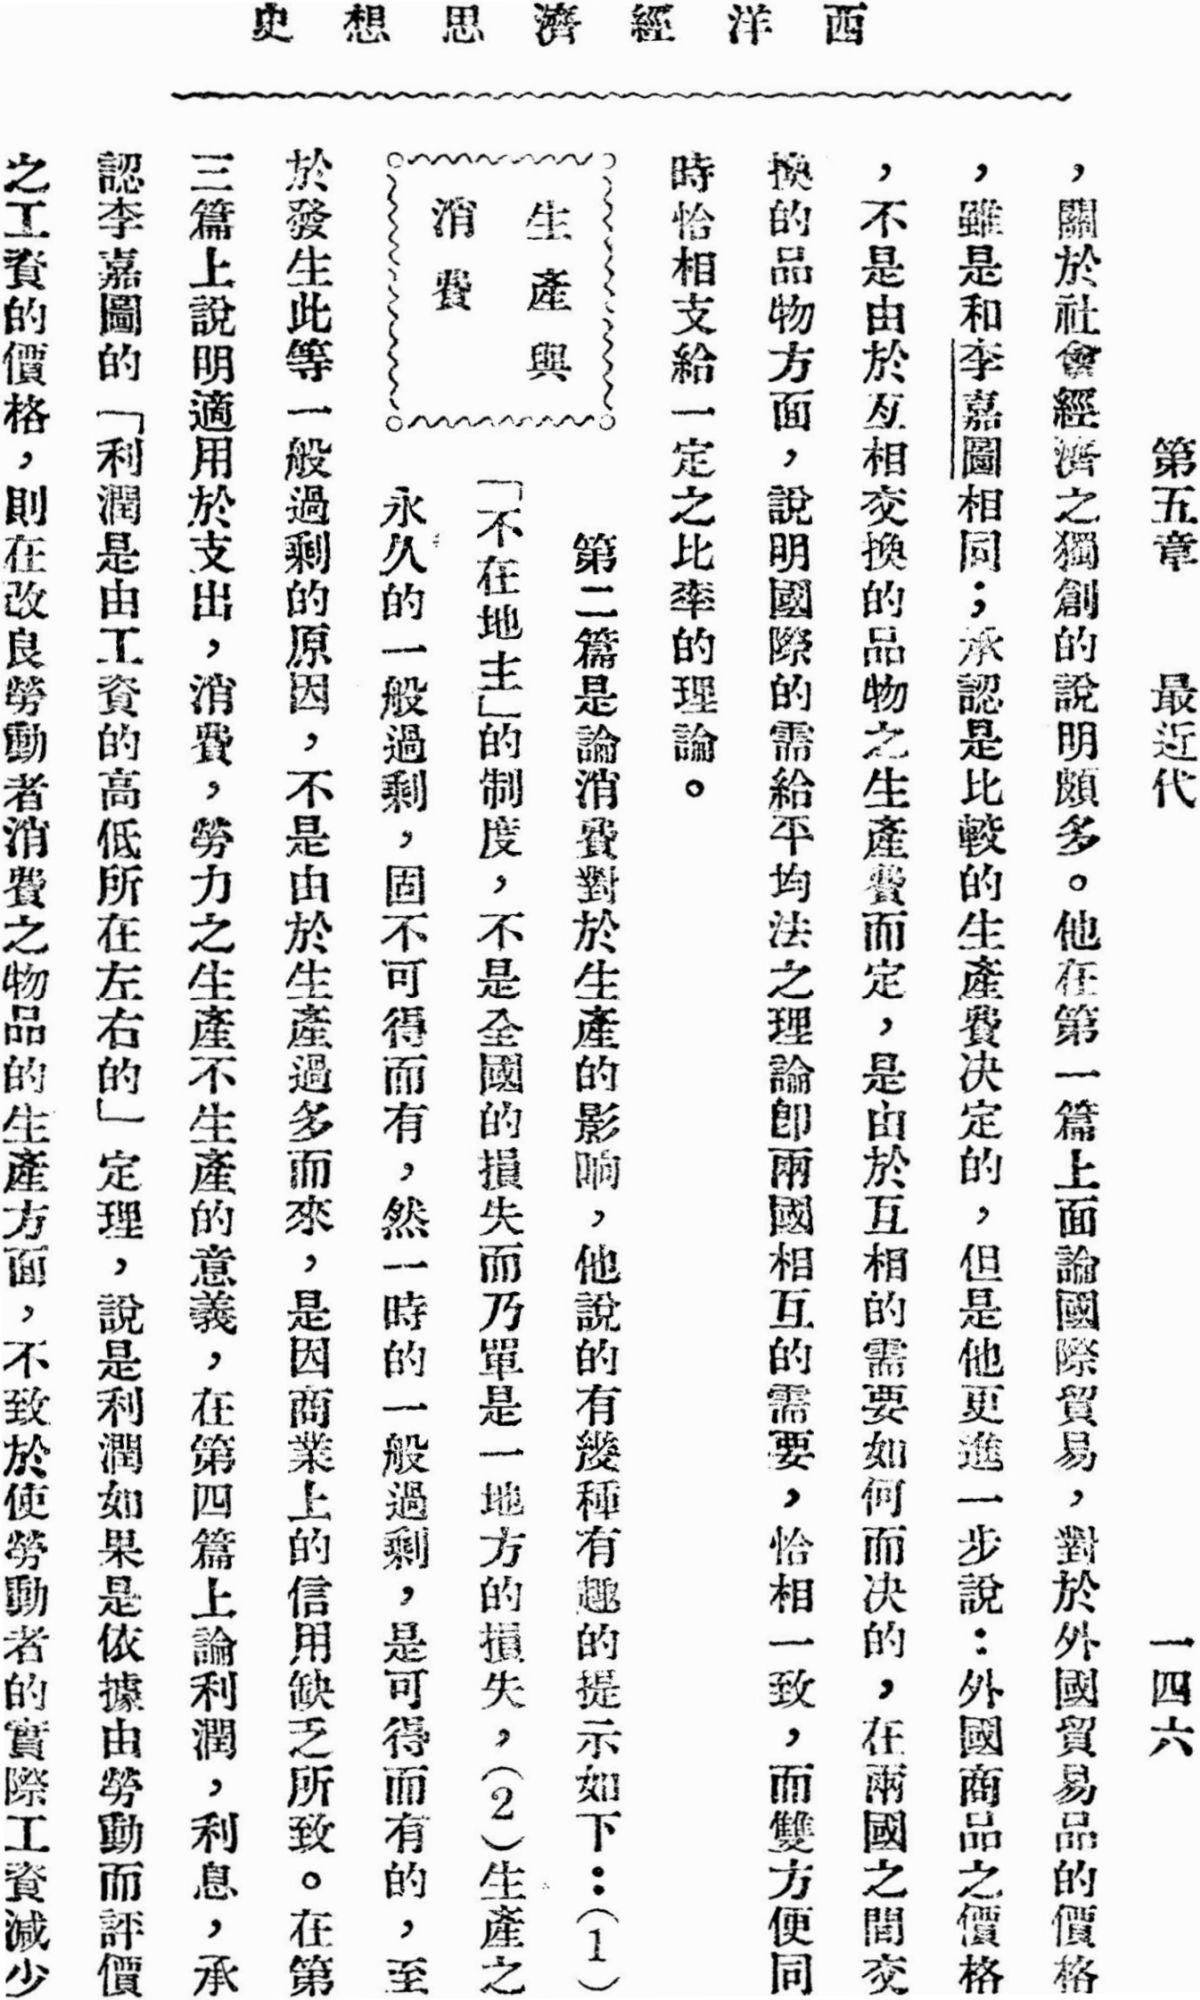 西洋經濟思想史
第五章　最近代　一四六
，關於社會經濟之獨創的說明頗多。他在第一篇上面論國際貿易，對於外國貿易品的價格
，雖是和李嘉圖相同；承認是比較的生產費決定的，但是他更進一步說：外國商品之價格
，不是由於互相交換的品物之生產費而定，是由於互相的需要如何而决的，在兩國之間交
換的品物方面，說明國際的需給平均法之理論卽兩國相互的需要，恰相一致，而雙方便同
時恰相支給一定之比率的理論。
生產與
消費
第二篇是論消費對於生產的影响，他說的有幾種有趣的提示如下：（1）
「不在地主」的制度，不是全國的損失而乃單是一地方的損失，（2）生產之
永久的一般過剩，固不可得而有，然一時的一般過剩，是可得而有的，至
於發生此等一般過剩的原因，不是由於生產過多而來，是因商業上的信用缺乏所致。在第
三篇上說明適用於支出，消費，勞力之生產不生產的意義，在第四篇上論利潤，利息，承
認李嘉圖的「利潤是由工資的高低所在左右的」定理，說是利潤如果是依據由勞動而評價
之工資的價格，則在改良勞動者消費之物品的生產方面，不致於使勞動者的實際工資減少